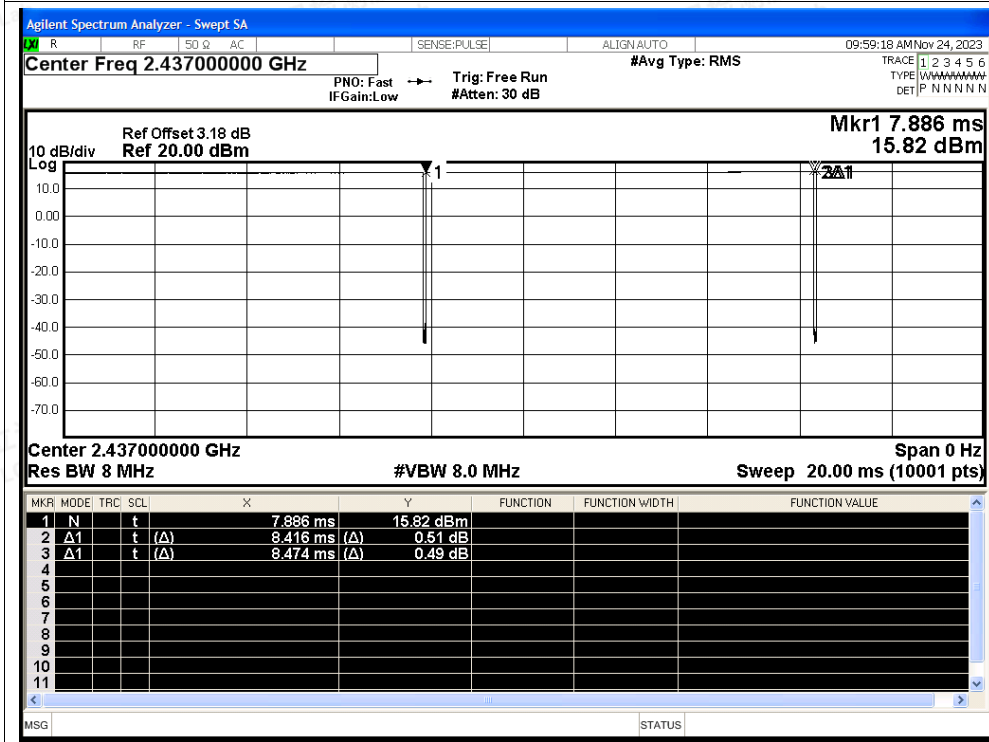 Agilent Spectrum Analyzer - Swept SA
LXI R RF 50 Ω AC SENSE:PULSE ALIGN AUTO 09:59:18 AM Nov 24, 2023
Center Freq 2.437000000 GHz #Avg Type: RMS TRACE 1 2 3 4 5 6
PNO: Fast Trig: Free Run TYPE
IFGain:Low #Atten: 30 dB DET P N N N N N
Mkr1 7.886 ms
Ref Offset 3.18 dB
10 dB/div Ref 20.00 dBm 15.82 dBm
Log
1
10.0
0.00
-10.0
-20.0
-30.0
-40.0
-50.0
-60.0
-70.0
Center 2.437000000 GHz Span 0 Hz
Res BW 8 MHz #VBW 8.0 MHz Sweep 20.00 ms (10001 pts)
MKR MODE TRC SCL X Y FUNCTION FUNCTION WIDTH FUNCTION VALUE
1 N t 7.886 ms 15.82 dBm
2 Δ1 t (Δ) 8.416 ms (Δ) 0.51 dB
3 Δ1 t (Δ) 8.474 ms (Δ) 0.49 dB
4
5
6
7
8
9
10
11
MSG STATUS